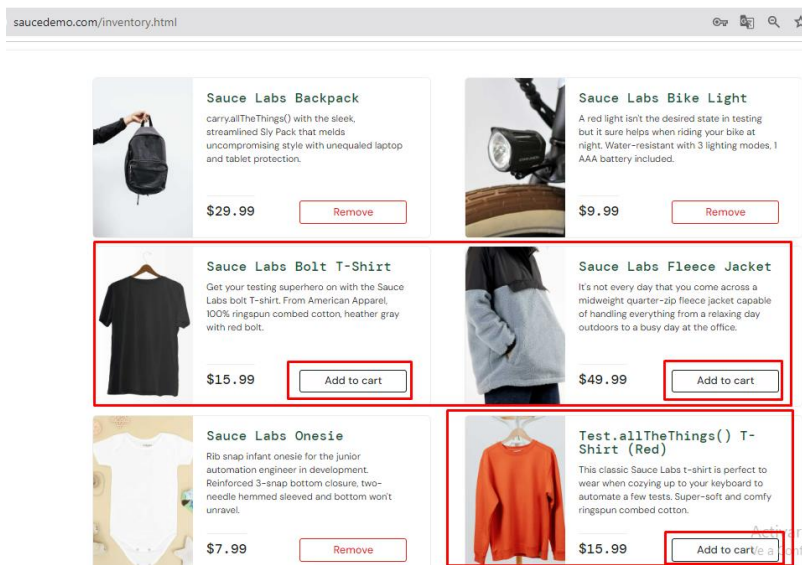 saucedemo.com/inventory.html
Sauce Labs Backpack
carry.allTheThings() with the sleek,
streamlined Sly Pack that melds
uncompromising style with unequaled laptop
and tablet protection.
$29.99
Remove
Sauce Labs Bike Light
A red light isn't the desired state in testing
but it sure helps when riding your bike at
night. Water-resistant with 3 lighting modes, 1
AAA battery included.
$9.99
Remove
Sauce Labs Bolt T-Shirt
Get your testing superhero on with the Sauce
Labs bolt T-shirt. From American Apparel,
100% ringspun combed cotton, heather gray
with red bolt.
$15.99
Add to cart
Sauce Labs Fleece Jacket
It's not every day that you come across a
midweight quarter-zip fleece jacket capable
of handling everything from a relaxing day
outdoors to a busy day at the office.
$49.99
Add to cart
Sauce Labs Onesie
Rib snap infant onesie for the junior
automation engineer in development.
Reinforced 3-snap bottom closure, two-
needle hemmed sleeved and bottom won't
unravel.
$7.99
Remove
Test.allTheThings() T-
Shirt (Red)
This classic Sauce Labs t-shirt is perfect to
wear when cozying up to your keyboard to
automate a few tests. Super-soft and comfy
ringspun combed cotton.
$15.99
Add to cart